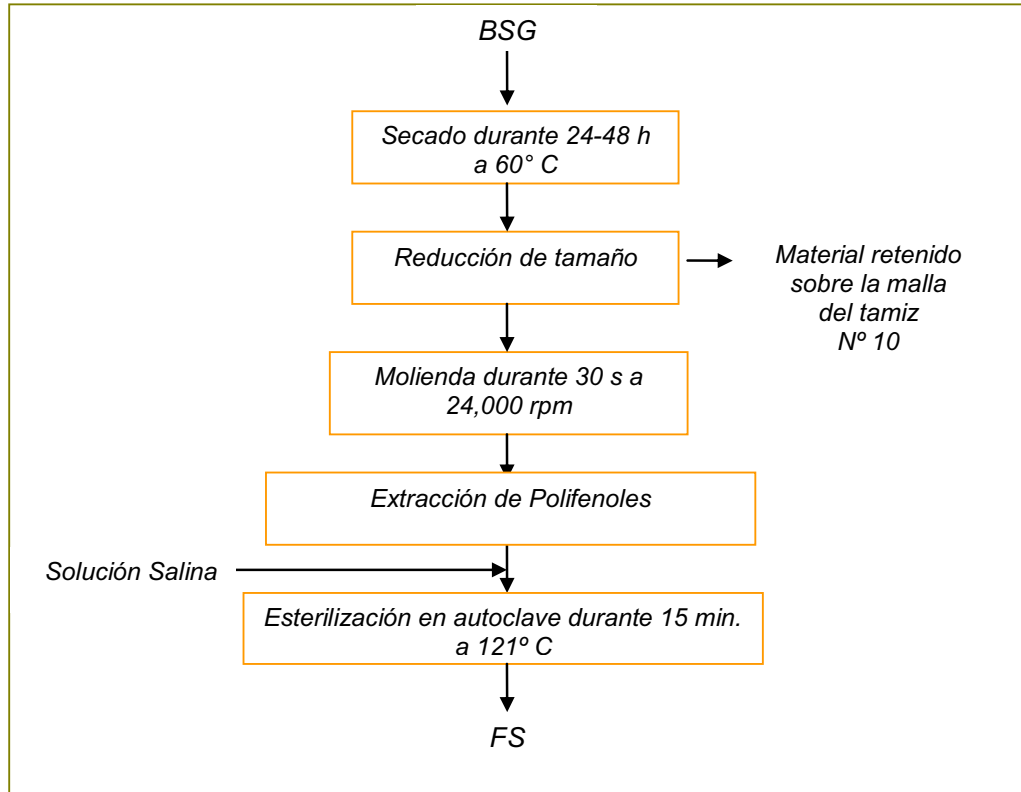 BSG
Secado durante 24-48 h
a 60° C
Reducción de tamaño
Material retenido
sobre la malla
del tamiz
Nº 10
Molienda durante 30 s a
24,000 rpm
Extracción de Polifenoles
Solución Salina
Esterilización en autoclave durante 15 min.
a 121º C
FS